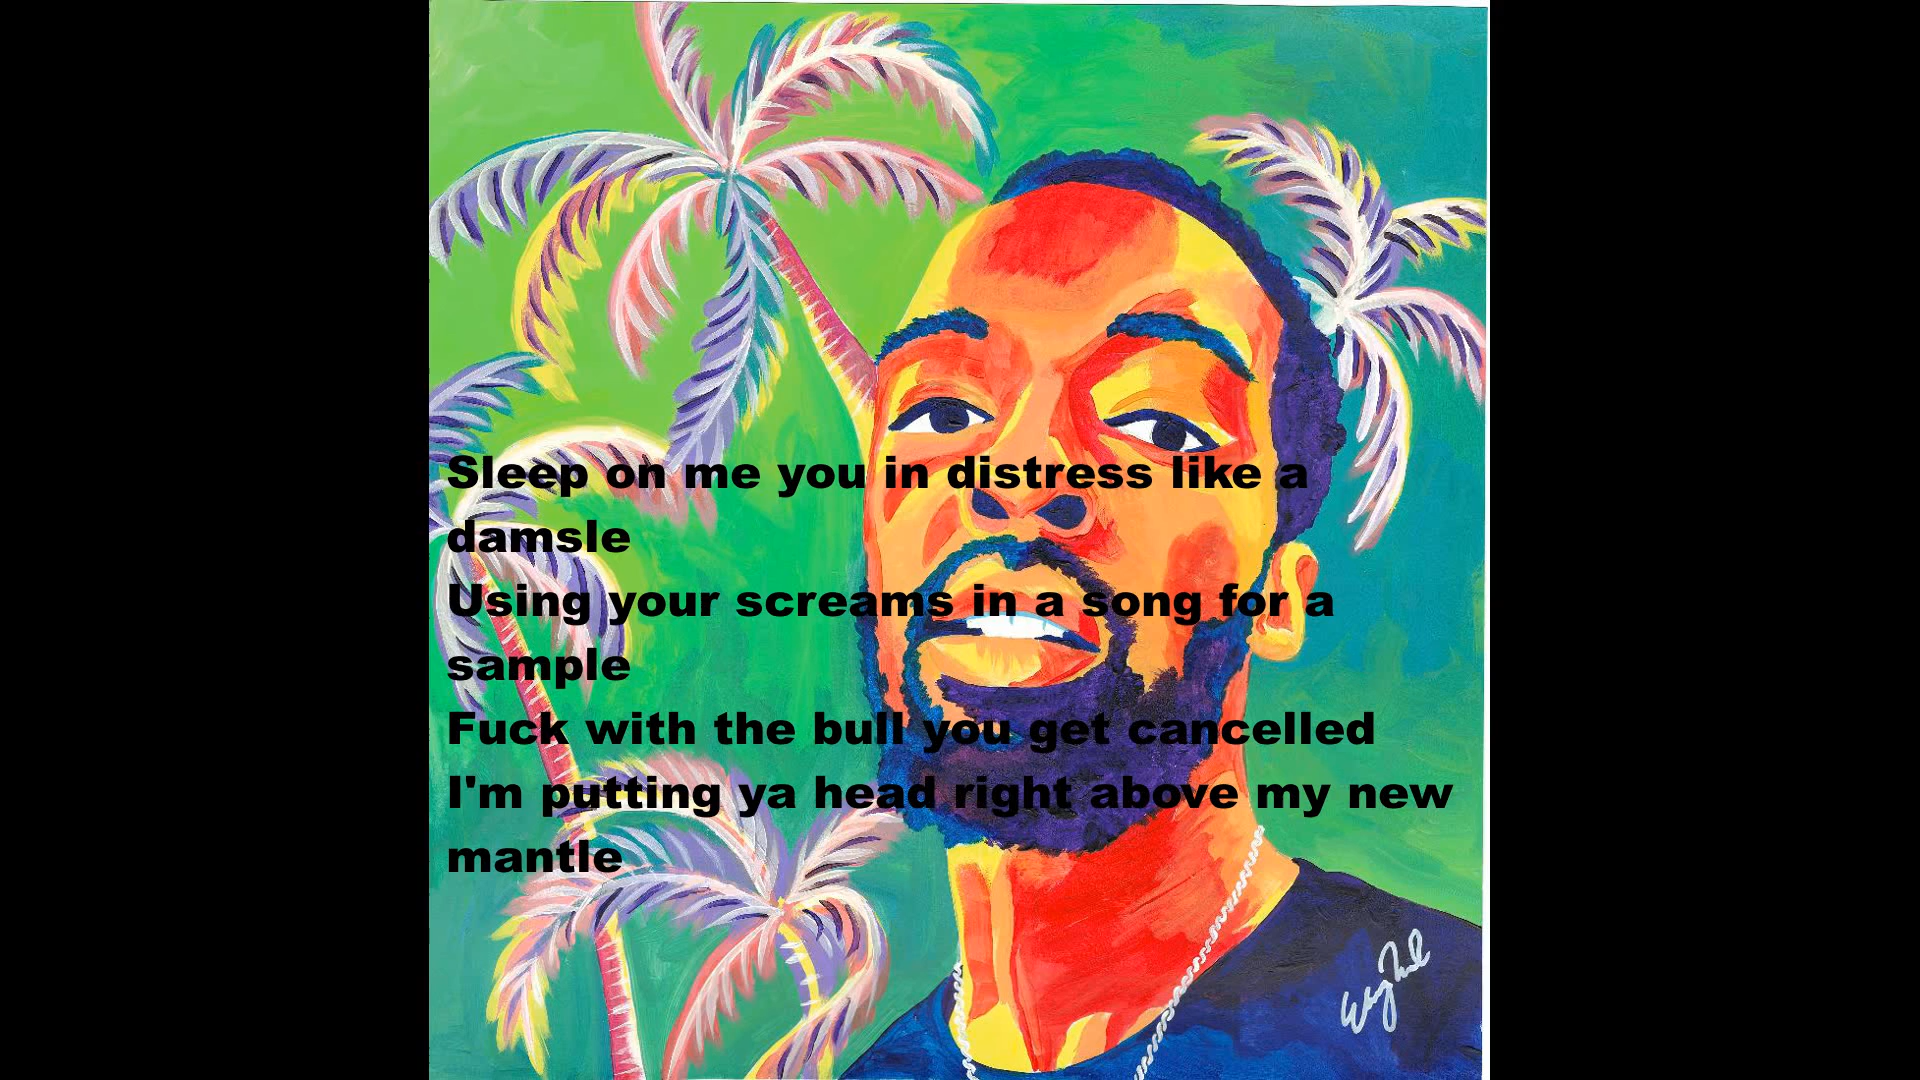 Sleep on me you in distress like a
damsle
Using your screams in a song for a
sample
Fuck with the bull you get cancelled
I'm putting ya head right above my new
mantle